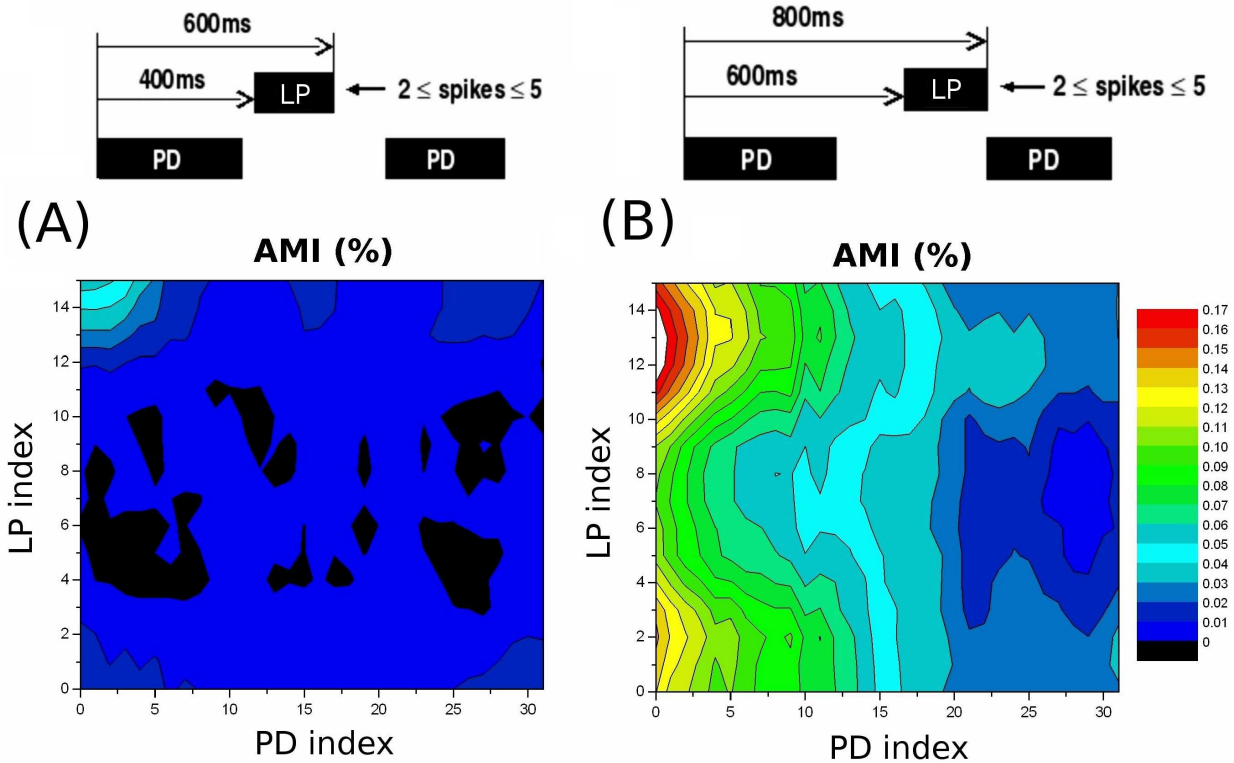 600ms
400ms
LP
2 ≤ spikes ≤ 5
PD
PD
800ms
600ms
LP
2 ≤ spikes ≤ 5
PD
PD
(A)
AMI (%)
14
12
10
8
6
4
2
0
0
5
10
15
20
25
30
LP index
PD index
(B)
AMI (%)
14
12
10
8
6
4
2
0
0
5
10
15
20
25
30
LP index
PD index
0.17
0.16
0.15
0.14
0.13
0.12
0.11
0.10
0.09
0.08
0.07
0.06
0.05
0.04
0.03
0.02
0.01
0